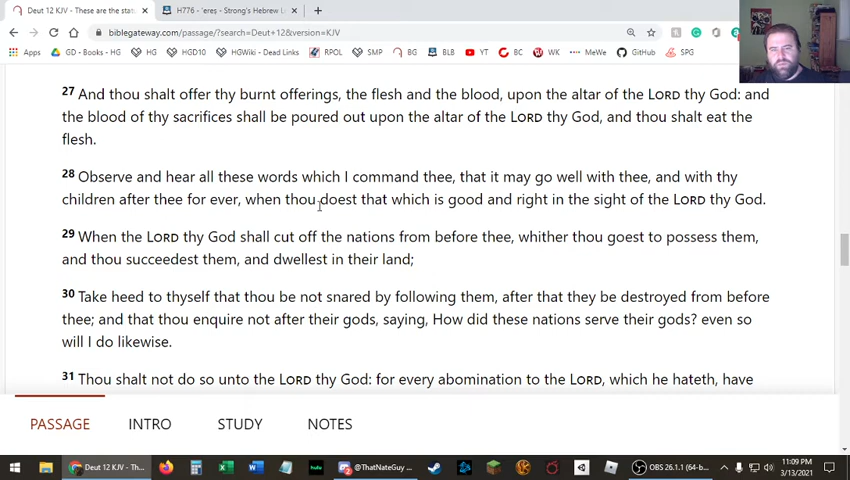 Deut 12 KJV - These are the stat
H776 - 'eres - Strong's Hebrew L
biblegateway.com/passage/?search=Deut+12&version=KJV
Apps GD - Books - HG HG HGD10 HGWiki - Dead Links RPOL SMP BG BLB YT BC WK MeWe GitHub SPG
27 And thou shalt offer thy burnt offerings, the flesh and the blood, upon the altar of the LORD thy God: and
the blood of thy sacrifices shall be poured out upon the altar of the LORD thy God, and thou shalt eat the
flesh.
28 Observe and hear all these words which I command thee, that it may go well with thee, and with thy
children after thee for ever, when thou doest that which is good and right in the sight of the LORD thy God.
29 When the LORD thy God shall cut off the nations from before thee, whither thou goest to possess them,
and thou succeedest them, and dwellest in their land;
30 Take heed to thyself that thou be not snared by following them, after that they be destroyed from before
thee; and that thou enquire not after their gods, saying, How did these nations serve their gods? even so
will I do likewise.
31 Thou shalt not do so unto the LORD thy God: for every abomination to the LORD, which he hateth, have
PASSAGE INTRO STUDY NOTES
Deut 12 KJV - Th...
hulu
@ThatNateGuy ...
OBS 26.1.1 (64-b...
11:09 PM
3/13/2021